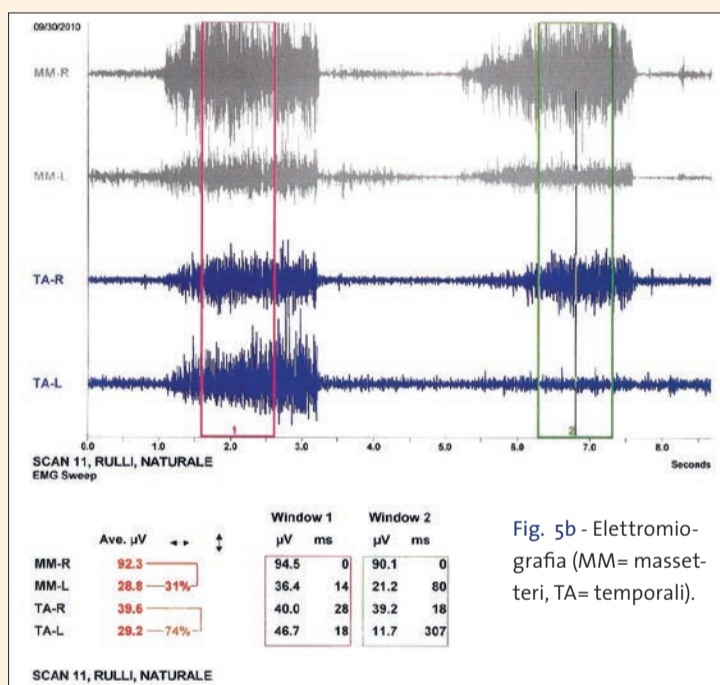 09/30/2010
MM-R
MM-L
TA-R
TA-L
1
2
0.0 1.0 2.0 3.0 4.0 5.0 6.0 7.0 8.0
SCAN 11, RULLI, NATURALE
Seconds
EMG Sweep
Window 1 Window 2
Ave. µV µV ms µV ms
MM-R 92.3 94.5 0 90.1 0
MM-L 28.8 31% 36.4 14 21.2 80
TA-R 39.6 40.0 28 39.2 18
TA-L 29.2 74% 46.7 18 11.7 307
SCAN 11, RULLI, NATURALE
Fig. 5b - Elettromio-
grafia (MM= masset-
teri, TA= temporali).